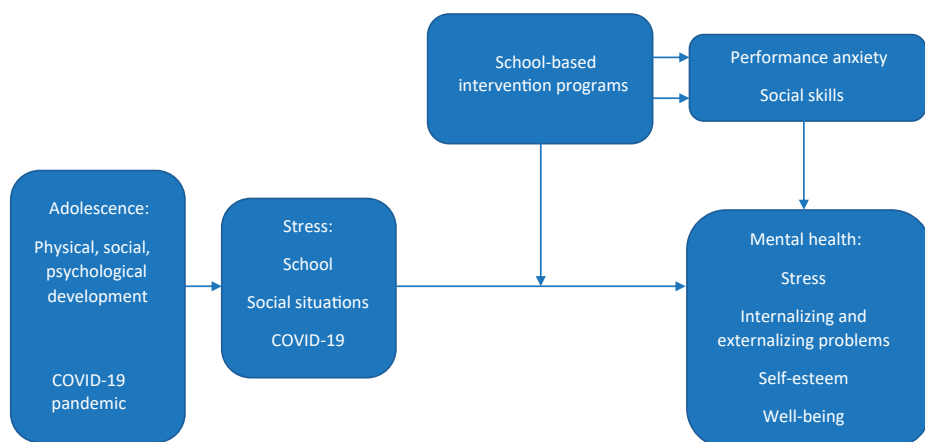 School-based
intervention programs
Performance anxiety
Social skills
Adolescence:
Physical, social,
psychological
development
COVID-19
pandemic
Stress:
School
Social situations
COVID-19
Mental health:
Stress
Internalizing and
externalizing problems
Self-esteem
Well-being